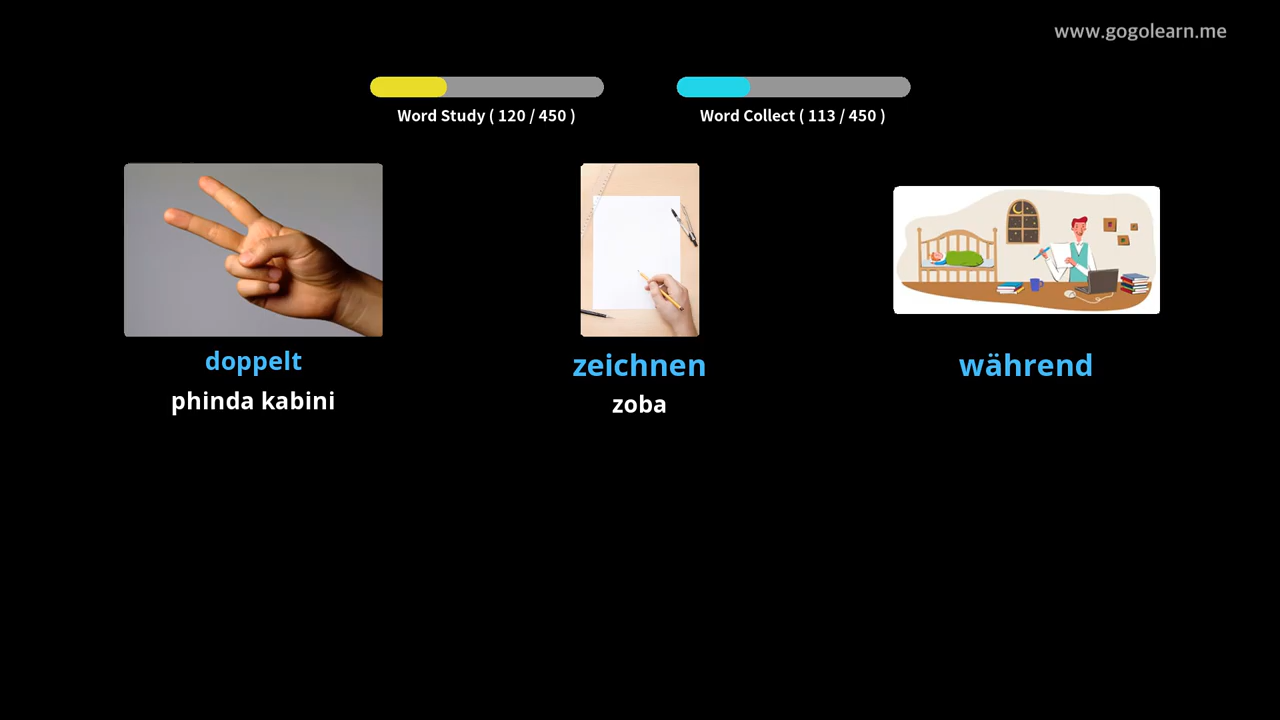 www.gogolearn.me
Word Study ( 120 / 450 )
Word Collect ( 113 / 450 )
doppelt
phinda kabini
zeichnen
zoba
während